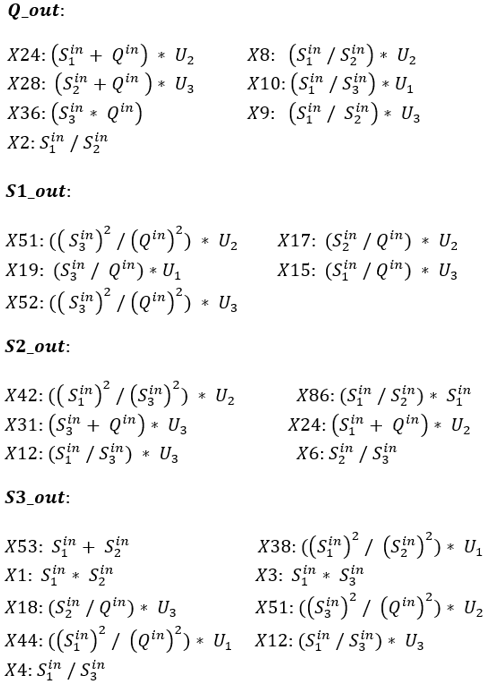 Q_out:
X24: (S₁ⁱⁿ + Qⁱⁿ) * U₂ X8: (S₁ⁱⁿ / S₂ⁱⁿ) * U₂
X28: (S₂ⁱⁿ + Qⁱⁿ) * U₃ X10: (S₁ⁱⁿ / S₃ⁱⁿ) * U₁
X36: (S₃ⁱⁿ * Qⁱⁿ) X9: (S₁ⁱⁿ / S₂ⁱⁿ) * U₃
X2: S₁ⁱⁿ / S₂ⁱⁿ
S1_out:
X51: ((S₃ⁱⁿ)² / (Qⁱⁿ)²) * U₂ X17: (S₂ⁱⁿ / Qⁱⁿ) * U₂
X19: (S₃ⁱⁿ / Qⁱⁿ) * U₁ X15: (S₁ⁱⁿ / Qⁱⁿ) * U₃
X52: ((S₃ⁱⁿ)² / (Qⁱⁿ)²) * U₃
S2_out:
X42: ((S₁ⁱⁿ)² / (S₃ⁱⁿ)²) * U₂ X86: (S₁ⁱⁿ / S₂ⁱⁿ) * S₁ⁱⁿ
X31: (S₃ⁱⁿ + Qⁱⁿ) * U₃ X24: (S₁ⁱⁿ + Qⁱⁿ) * U₂
X12: (S₁ⁱⁿ / S₃ⁱⁿ) * U₃ X6: S₂ⁱⁿ / S₃ⁱⁿ
S3_out:
X53: S₁ⁱⁿ + S₂ⁱⁿ X38: ((S₁ⁱⁿ)² / (S₂ⁱⁿ)²) * U₁
X1: S₁ⁱⁿ * S₂ⁱⁿ X3: S₁ⁱⁿ * S₃ⁱⁿ
X18: (S₂ⁱⁿ / Qⁱⁿ) * U₃ X51: ((S₃ⁱⁿ)² / (Qⁱⁿ)²) * U₂
X44: ((S₁ⁱⁿ)² / (Qⁱⁿ)²) * U₁ X12: (S₁ⁱⁿ / S₃ⁱⁿ) * U₃
X4: S₁ⁱⁿ / S₃ⁱⁿ